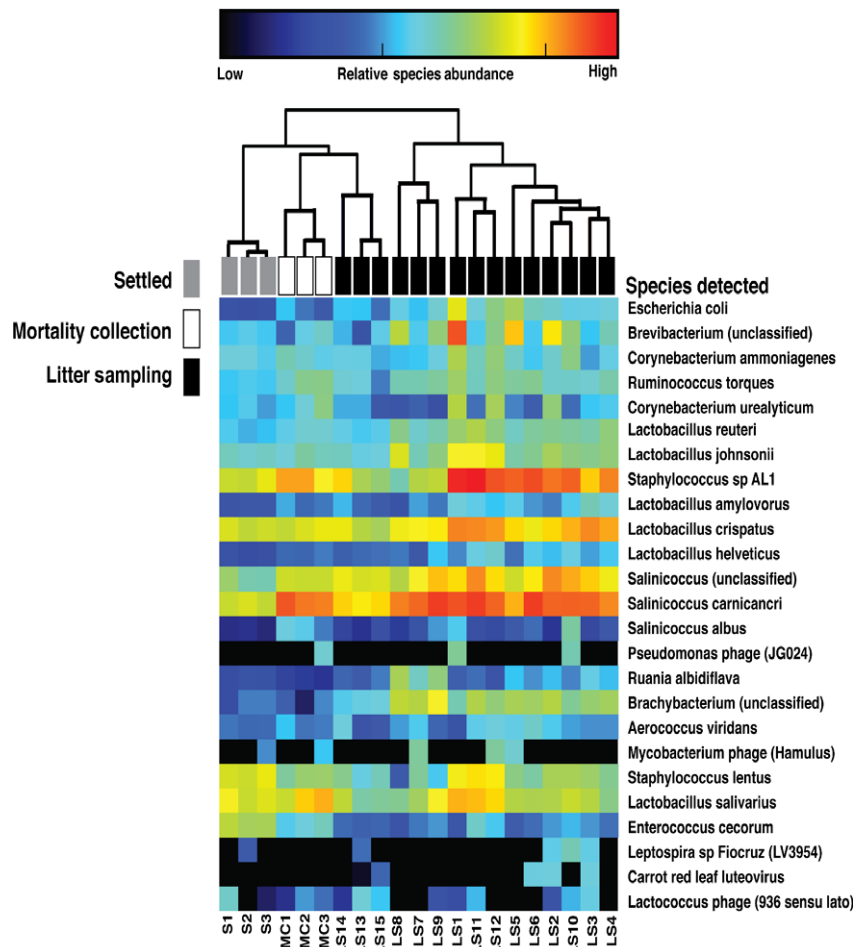 Low Relative species abundance High
Settled
Mortality collection
Litter sampling
Species detected
Escherichia coli
Brevibacterium (unclassified)
Corynebacterium ammoniagenes
Ruminococcus torques
Corynebacterium urealyticum
Lactobacillus reuteri
Lactobacillus johnsonii
Staphylococcus sp AL1
Lactobacillus amylovorus
Lactobacillus crispatus
Lactobacillus helveticus
Salinicoccus (unclassified)
Salinicoccus carnicancri
Salinicoccus albus
Pseudomonas phage (JG024)
Ruania albidiflava
Brachybacterium (unclassified)
Aerococcus viridans
Mycobacterium phage (Hamulus)
Staphylococcus lentus
Lactobacillus salivarius
Enterococcus cecorum
Leptospira sp Fiocruz (LV3954)
Carrot red leaf luteovirus
Lactococcus phage (936 sensu lato)
S1 S2 S3 MC1 MC2 MC3 LS14 LS13 LS15 LS8 LS7 LS9 LS1 LS11 LS12 LS5 LS6 LS2 LS10 LS3 LS4